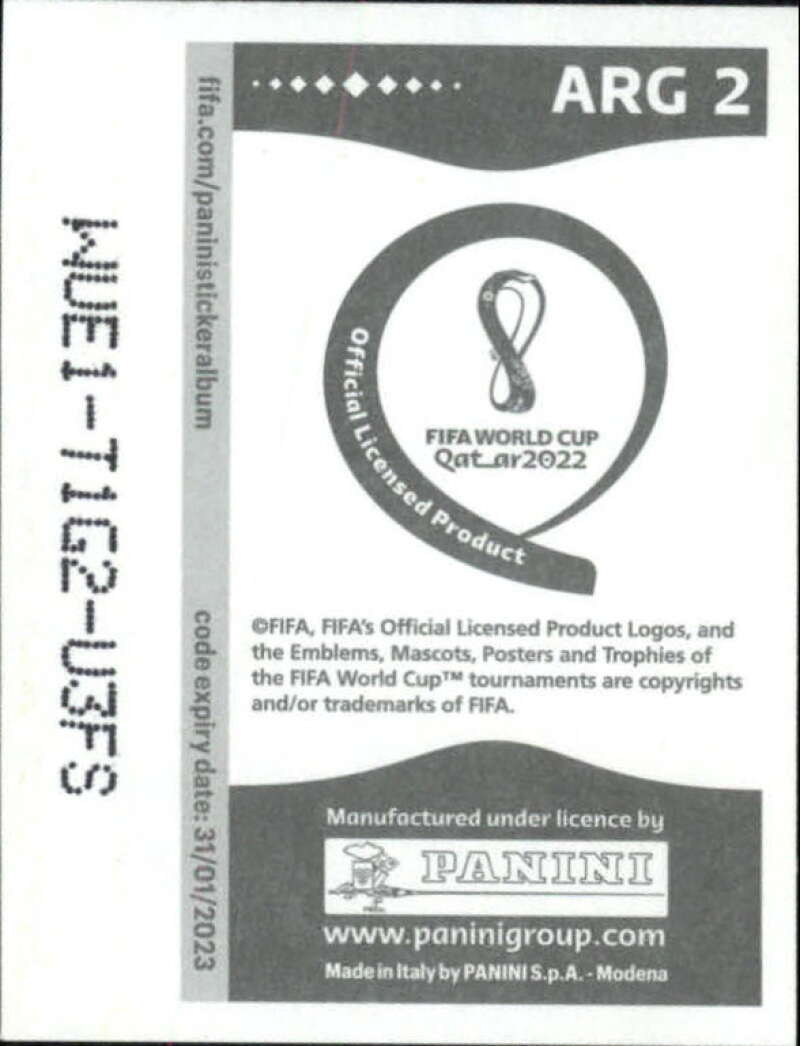 ARG 2
fifa.com/paninistickeralbum
code expiry date: 31/01/2023
WUE1-T1G2-U3FS
Official Licensed Product
FIFA WORLD CUP
Qatar2022
©FIFA, FIFA's Official Licensed Product Logos, and
the Emblems, Mascots, Posters and Trophies of
the FIFA World Cup™ tournaments are copyrights
and/or trademarks of FIFA.
Manufactured under licence by
PANINI
www.paninigroup.com
Made in Italy by PANINI S.p.A. - Modena